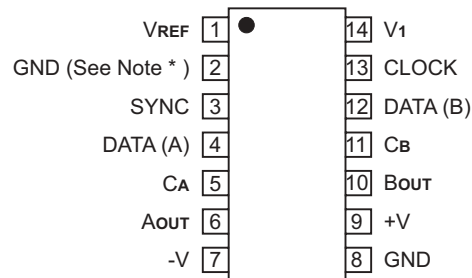 VREF 1 14 V1
GND (See Note * ) 2 13 CLOCK
SYNC 3 12 DATA (B)
DATA (A) 4 11 CB
CA 5 10 BOUT
AOUT 6 9 +V
-V 7 8 GND